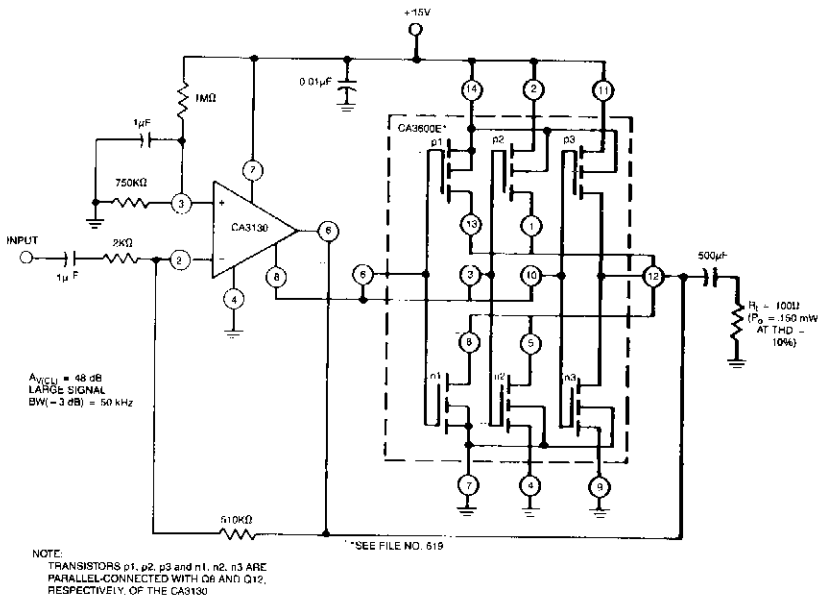 +15V
0.01µF
1MΩ
1µF
750KΩ
3
7
+
CA3130
6
INPUT
1µF
2KΩ
2
−
8
4
A_V(CL) = 48 dB
LARGE SIGNAL
BW(−3 dB) = 50 kHz
14
2
11
CA3600E*
p1
p2
p3
13
1
6
3
10
12
500µF
R_L = 100Ω
(P_o = 150 mW
AT THD =
10%)
8
5
n1
n2
n3
7
4
9
510KΩ
*SEE FILE NO. 619
NOTE:
TRANSISTORS p1, p2, p3 and n1, n2, n3 ARE
PARALLEL-CONNECTED WITH Q8 AND Q12,
RESPECTIVELY, OF THE CA3130